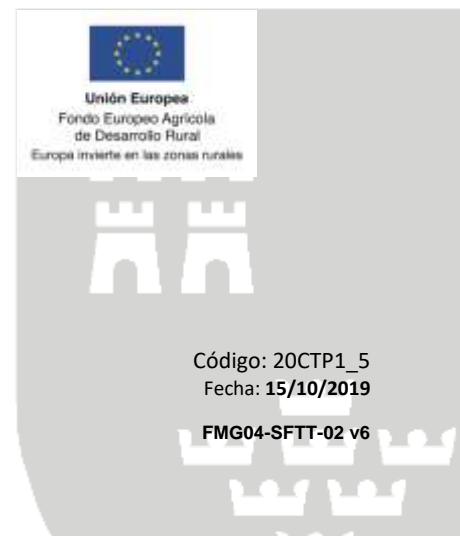 Unión Europea
Fondo Europeo Agrícola
de Desarrollo Rural
Europa invierte en las zonas rurales
Código: 20CTP1_5
Fecha: 15/10/2019
FMG04-SFTT-02 v6